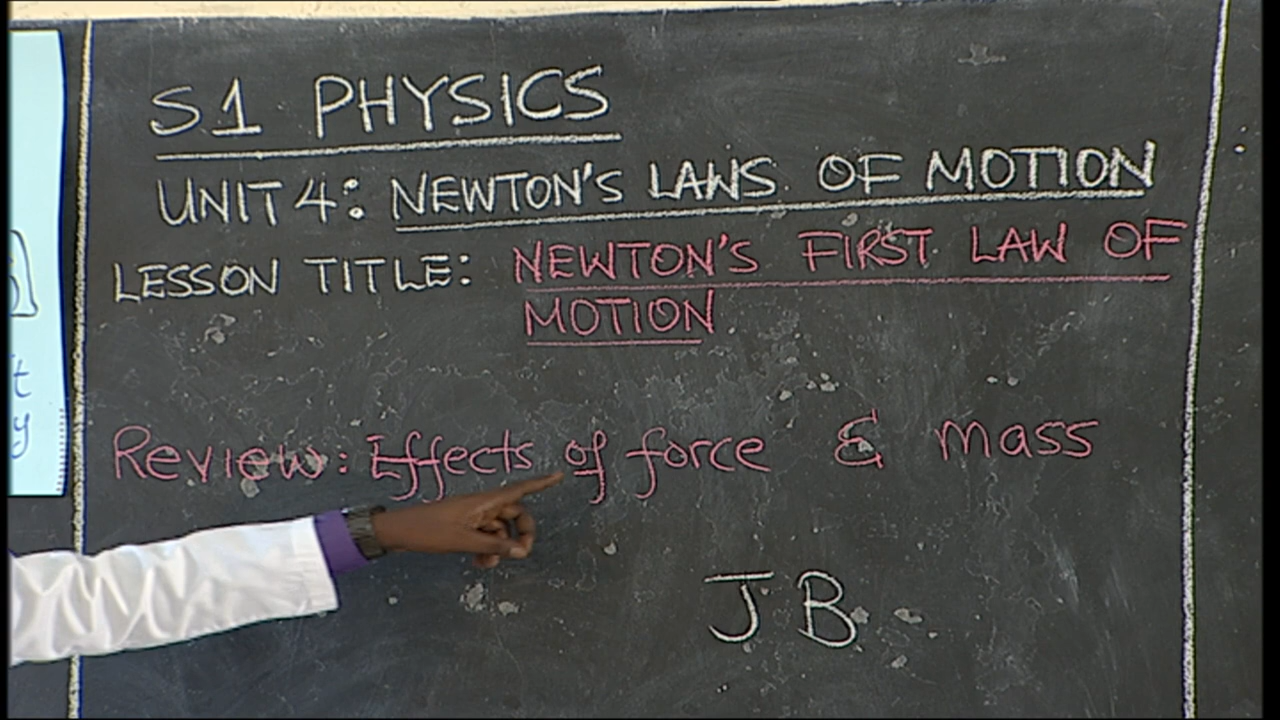 S1 PHYSICS
UNIT 4: NEWTON'S LAWS OF MOTION
LESSON TITLE: NEWTON'S FIRST LAW OF
MOTION
Review: Effects of force & mass
JB